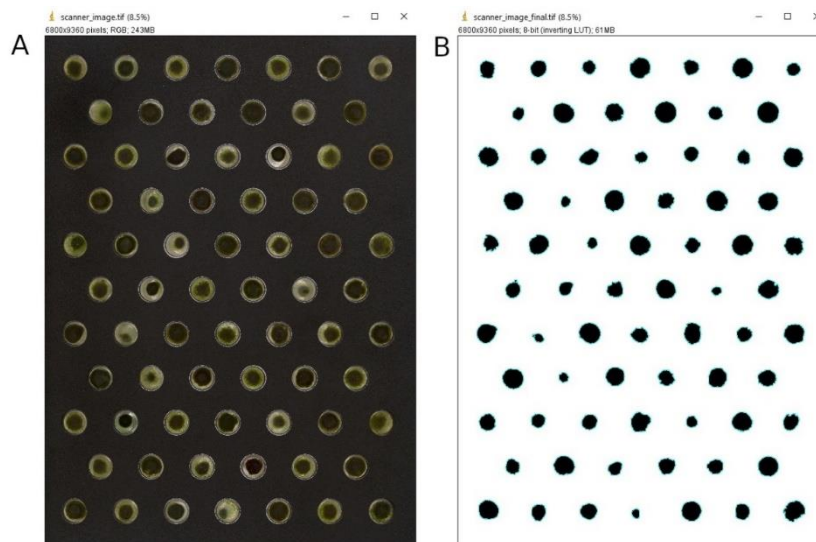 A
scanner_image.tif (8.5%)
6800x9360 pixels; RGB; 243MB
B
scanner_image_final.tif (8.5%)
6800x9360 pixels; 8-bit (inverting LUT); 61MB